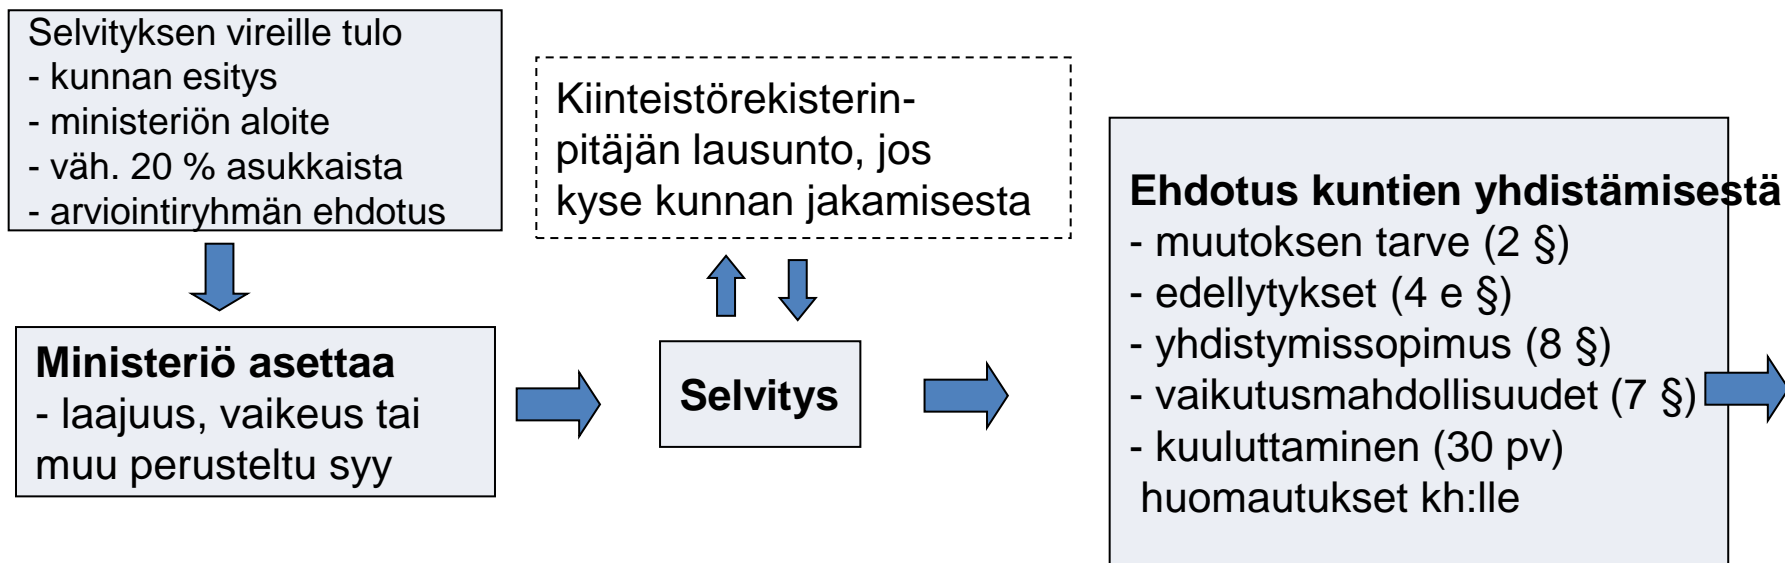 Selvityksen vireille tulo
- kunnan esitys
- ministeriön aloite
- väh. 20 % asukkaista
- arviointiryhmän ehdotus
Ministeriö asettaa
- laajuus, vaikeus tai
muu perusteltu syy
Kiinteistörekisterin-
pitäjän lausunto, jos
kyse kunnan jakamisesta
Selvitys
Ehdotus kuntien yhdistämisestä
- muutoksen tarve (2 §)
- edellytykset (4 e §)
- yhdistymissopimus (8 §)
- vaikutusmahdollisuudet (7 §)
- kuuluttaminen (30 pv)
huomautukset kh:lle